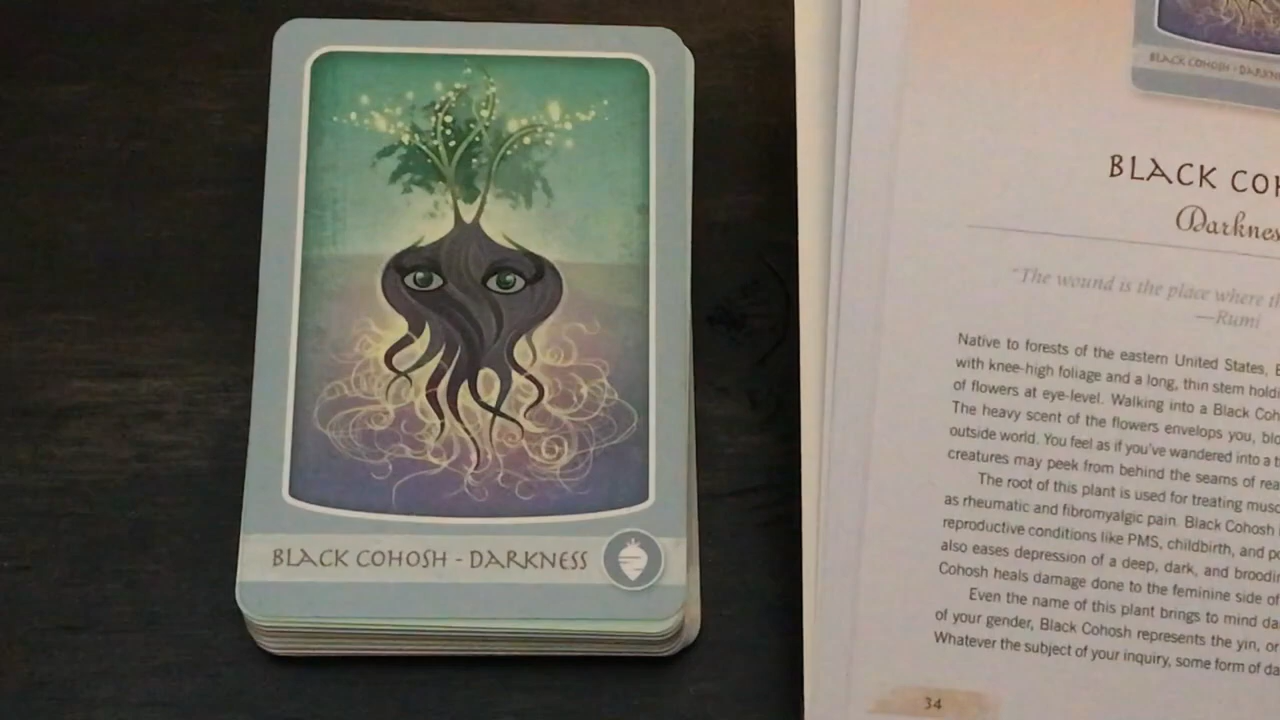 BLACK COHOSH - DARKNESS
BLACK COHOSH - DARKN
BLACK COH
Darknes
"The wound is the place where th
—Rumi
Native to forests of the eastern United States, B
with knee-high foliage and a long, thin stem holdi
of flowers at eye-level. Walking into a Black Coh
The heavy scent of the flowers envelops you, blo
outside world. You feel as if you've wandered into a t
creatures may peek from behind the seams of rea
The root of this plant is used for treating musc
as rheumatic and fibromyalgic pain. Black Cohosh
reproductive conditions like PMS, childbirth, and po
also eases depression of a deep, dark, and broodin
Cohosh heals damage done to the feminine side of
Even the name of this plant brings to mind da
of your gender, Black Cohosh represents the yin, or
Whatever the subject of your inquiry, some form of da
34